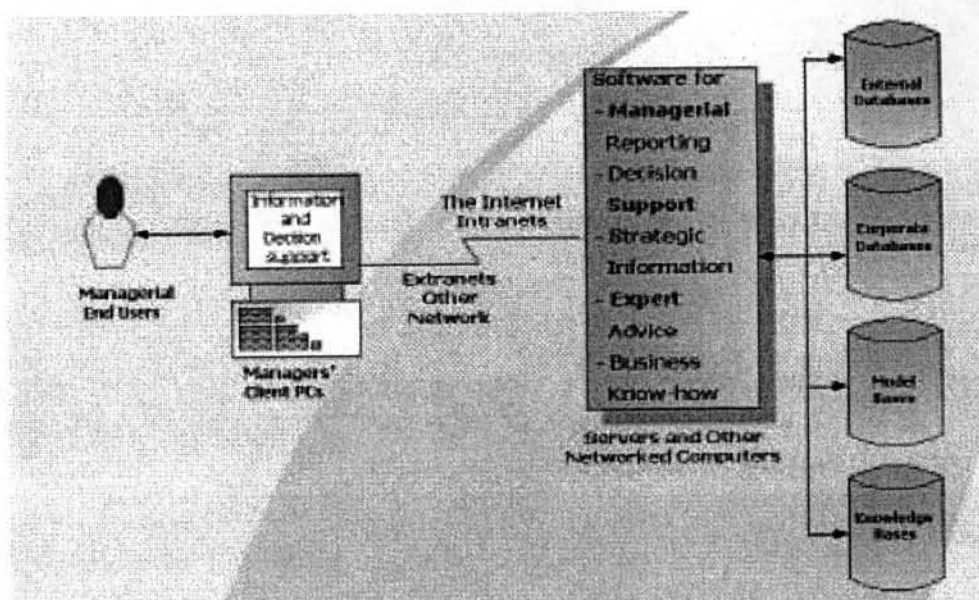 Managerial
End Users
Information
and
Decision
support
Managers'
Client PCs
The Internet
Intranets
Extranets
Other
Network
Software for
- Managerial
Reporting
- Decision
Support
- Strategic
Information
- Expert
Advice
- Business
Know-how
Servers and Other
Networked Computers
External
Databases
Corporate
Databases
Model
Bases
Knowledge
Bases